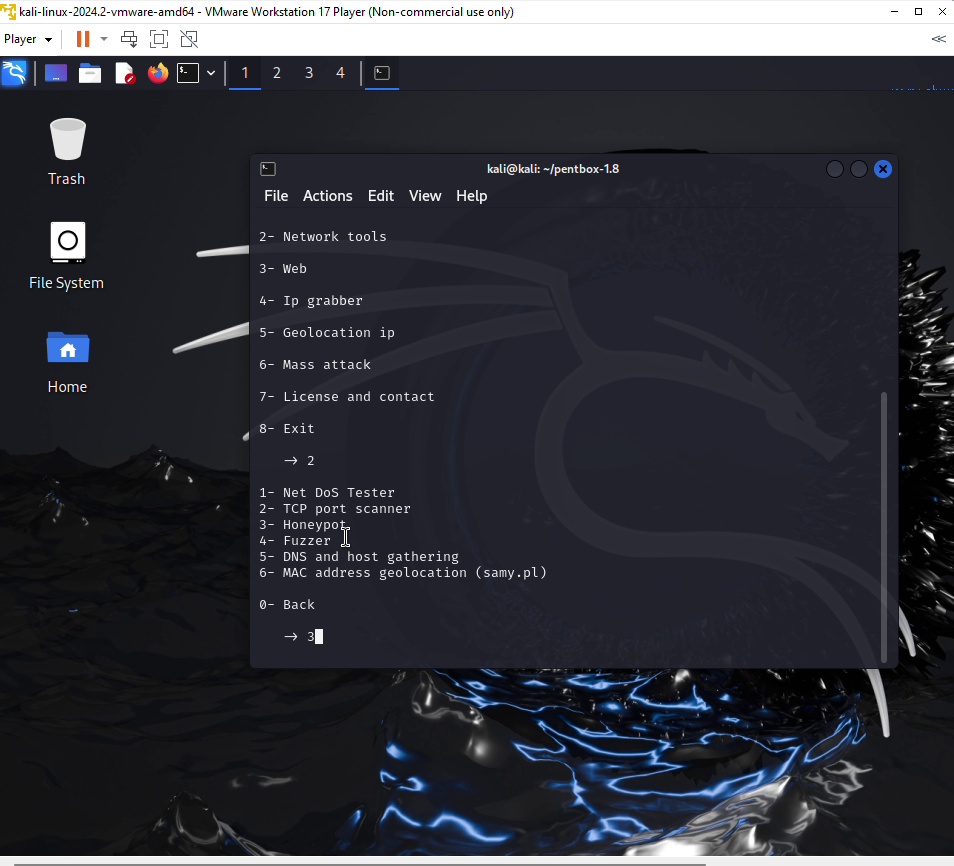 kali-linux-2024.2-vmware-amd64 - VMware Workstation 17 Player (Non-commercial use only)
Player
1 2 3 4
Trash
File System
Home
kali@kali: ~/pentbox-1.8
File Actions Edit View Help
2- Network tools
3- Web
4- Ip grabber
5- Geolocation ip
6- Mass attack
7- License and contact
8- Exit
→ 2
1- Net DoS Tester
2- TCP port scanner
3- Honeypot
4- Fuzzer
5- DNS and host gathering
6- MAC address geolocation (samy.pl)
0- Back
→ 3